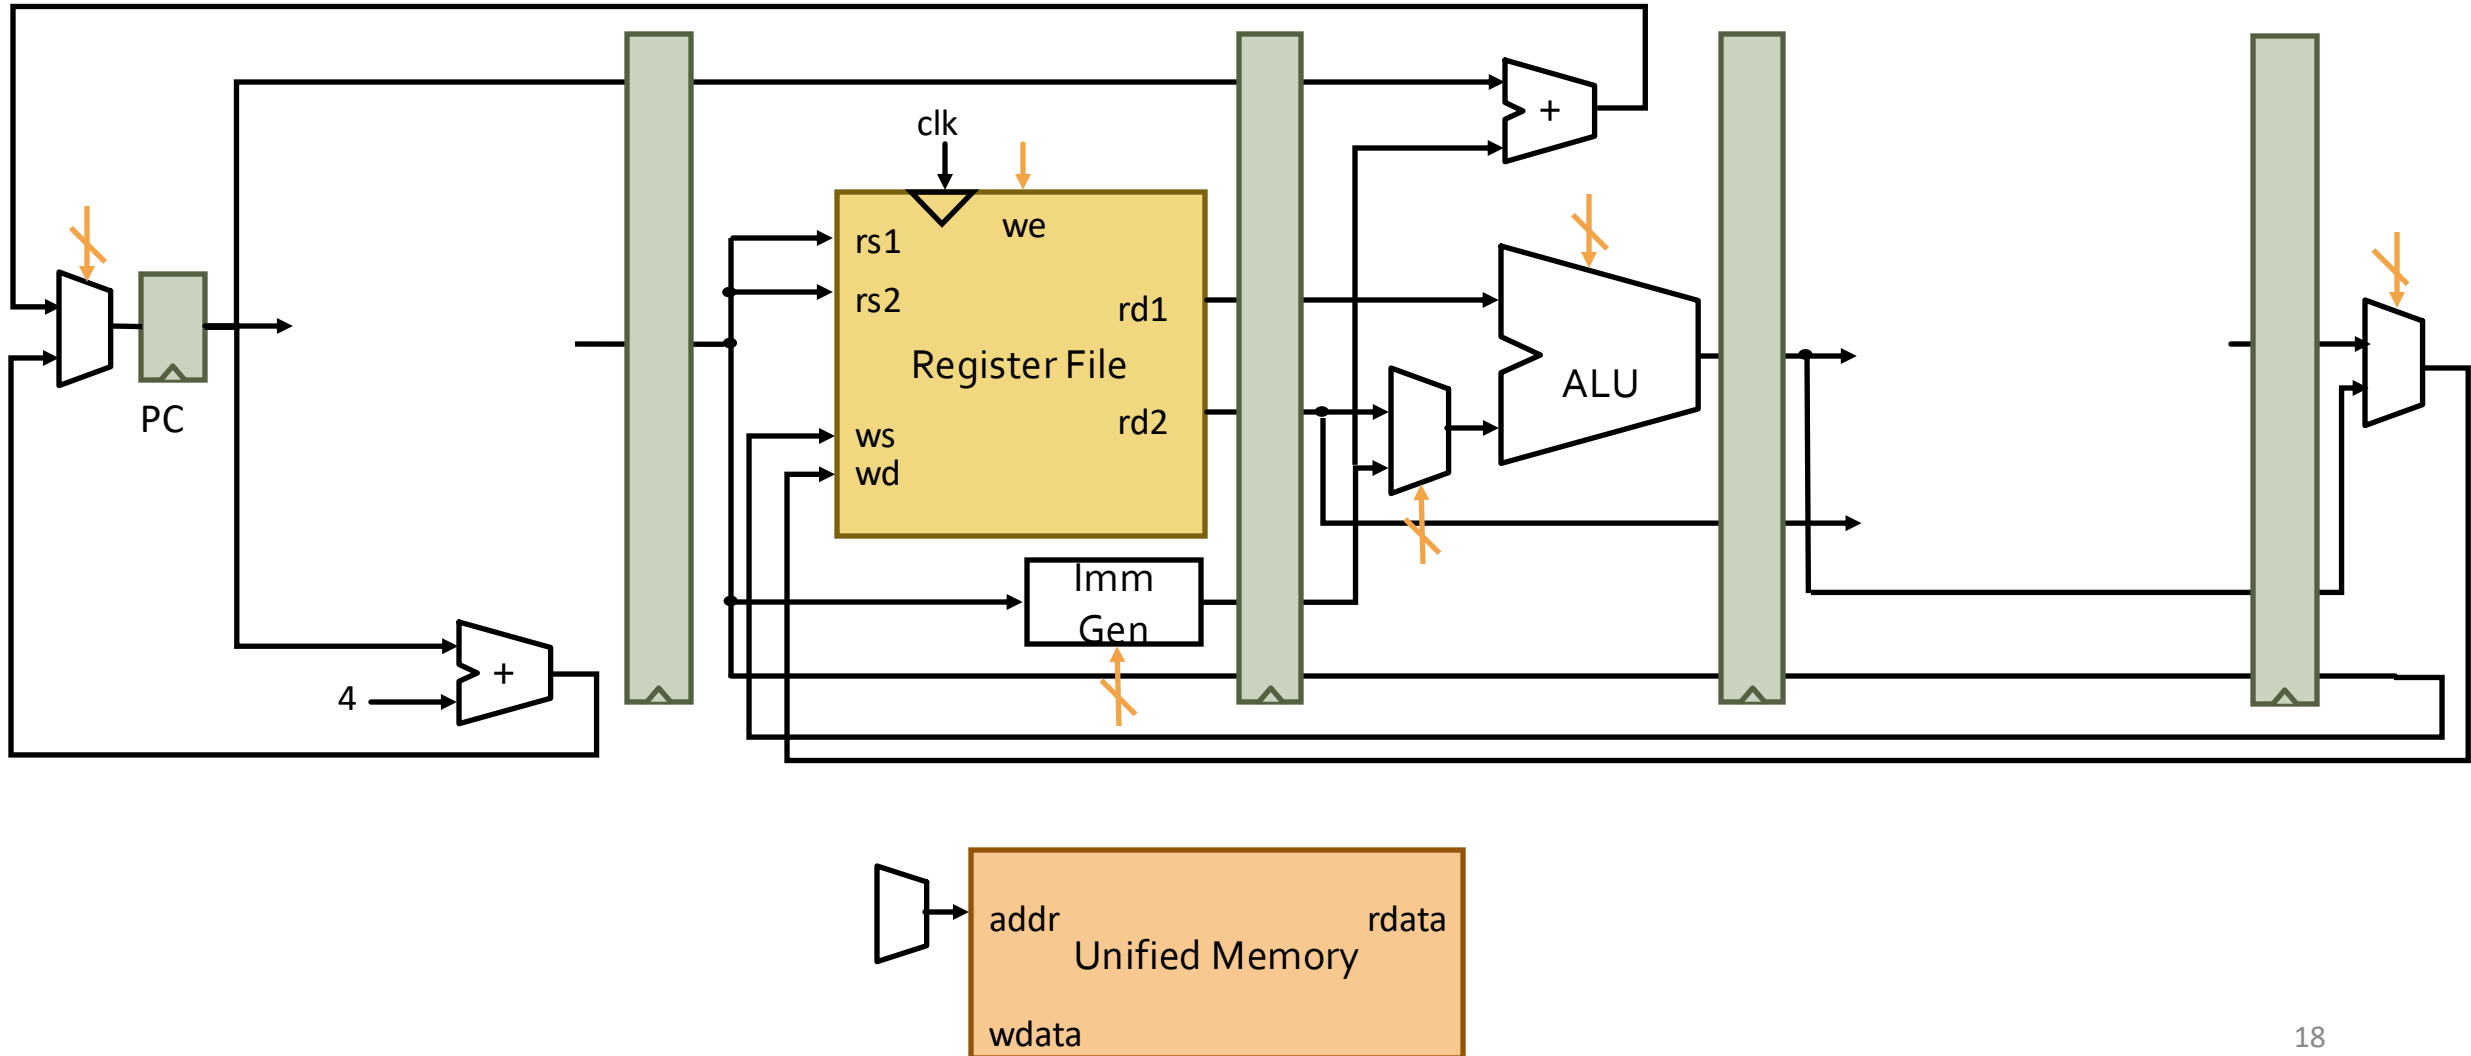 +
clk
we
rs1
rs2
rd1
Register File
ALU
PC
rd2
ws
wd
Imm
Gen
+
4
addr
rdata
Unified Memory
wdata
18